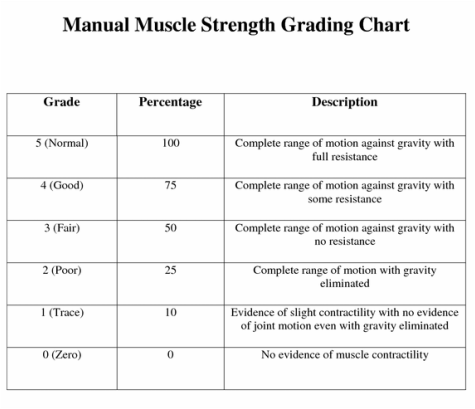 Manual Muscle Strength Grading Chart
Grade Percentage Description
5 (Normal) 100 Complete range of motion against gravity with
full resistance
4 (Good) 75 Complete range of motion against gravity with
some resistance
3 (Fair) 50 Complete range of motion against gravity with
no resistance
2 (Poor) 25 Complete range of motion with gravity
eliminated
1 (Trace) 10 Evidence of slight contractility with no evidence
of joint motion even with gravity eliminated
0 (Zero) 0 No evidence of muscle contractility